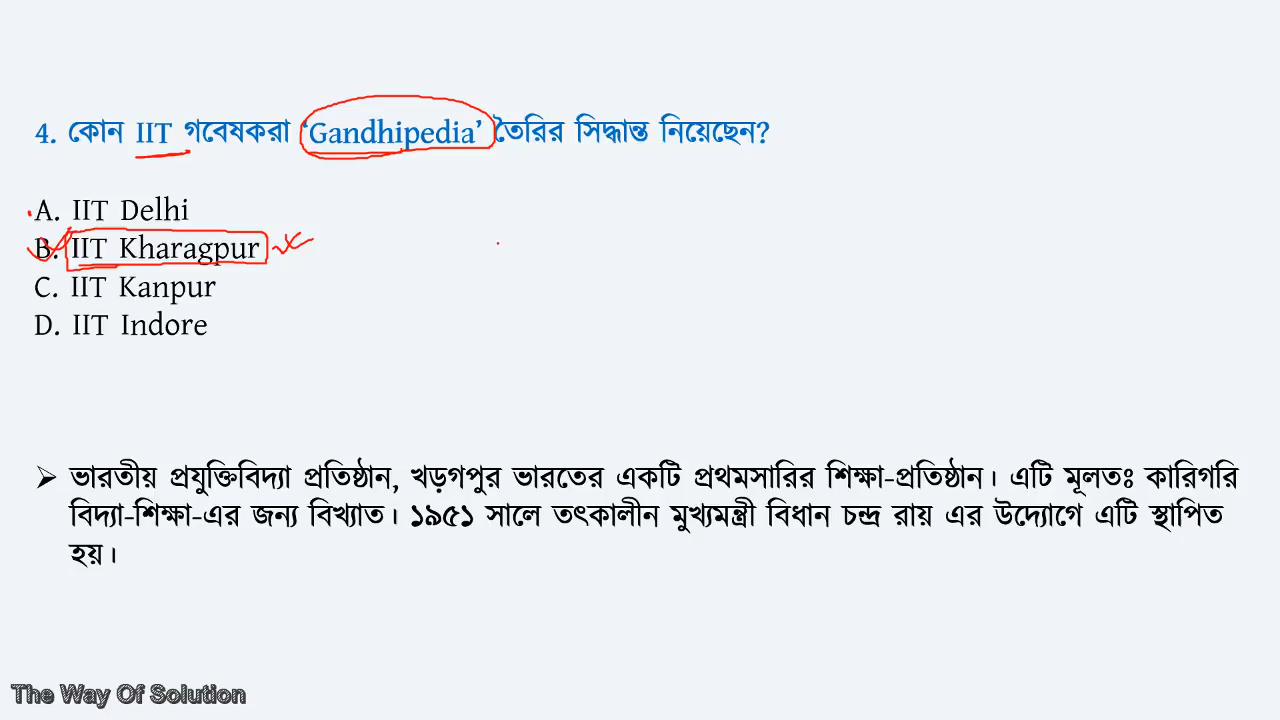 4. কোন IIT গবেষকরা ‘Gandhipedia’ তৈরির সিদ্ধান্ত নিয়েছেন?
A. IIT Delhi
B. IIT Kharagpur
C. IIT Kanpur
D. IIT Indore
➢ ভারতীয় প্রযুক্তিবিদ্যা প্রতিষ্ঠান, খড়গপুর ভারতের একটি প্রথমসারির শিক্ষা-প্রতিষ্ঠান। এটি মূলতঃ কারিগরি
বিদ্যা-শিক্ষা-এর জন্য বিখ্যাত। ১৯৫১ সালে তৎকালীন মুখ্যমন্ত্রী বিধান চন্দ্র রায় এর উদ্যোগে এটি স্থাপিত
হয়।
The Way Of Solution